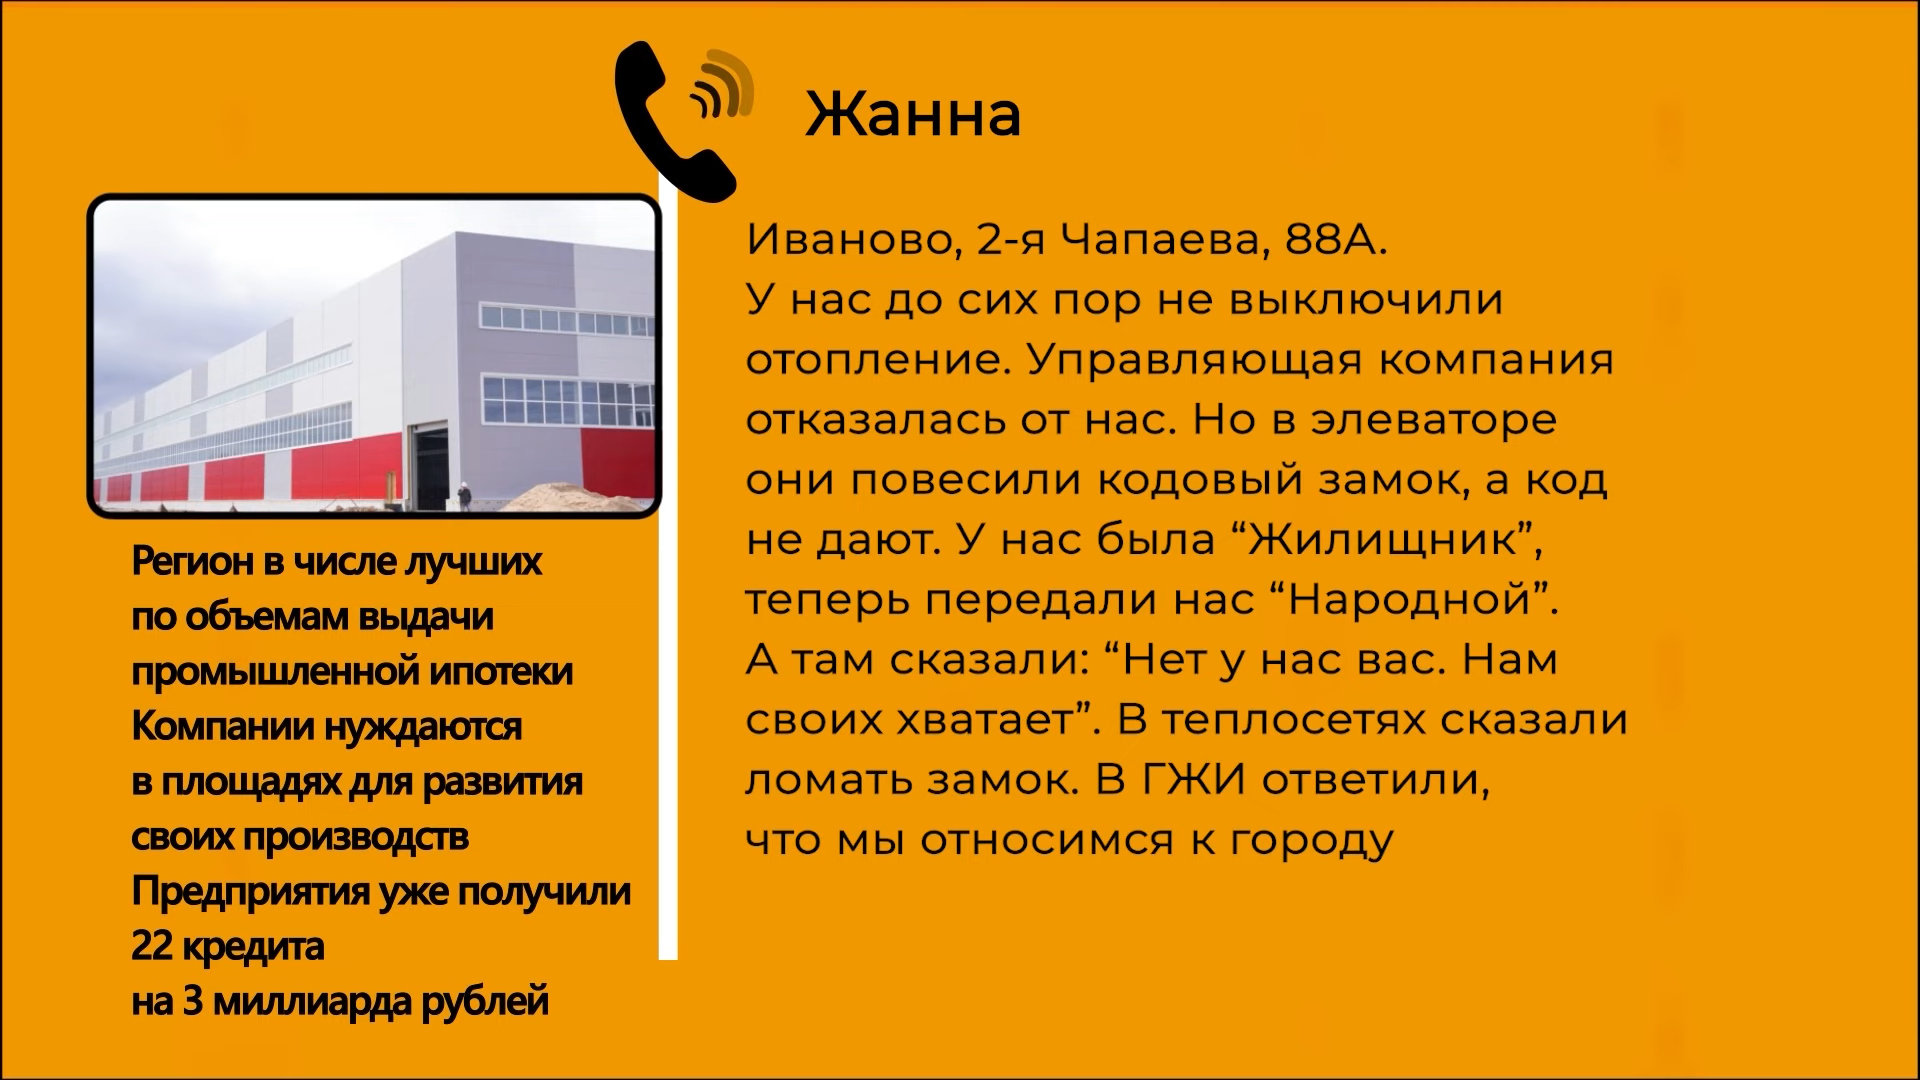 Жанна
Иваново, 2-я Чапаева, 88А.
У нас до сих пор не выключили
отопление. Управляющая компания
отказалась от нас. Но в элеваторе
они повесили кодовый замок, а код
не дают. У нас была “Жилищник”,
теперь передали нас “Народной”.
А там сказали: “Нет у нас вас. Нам
своих хватает”. В теплосетях сказали
ломать замок. В ГЖИ ответили,
что мы относимся к городу
Регион в числе лучших
по объемам выдачи
промышленной ипотеки
Компании нуждаются
в площадях для развития
своих производств
Предприятия уже получили
22 кредита
на 3 миллиарда рублей